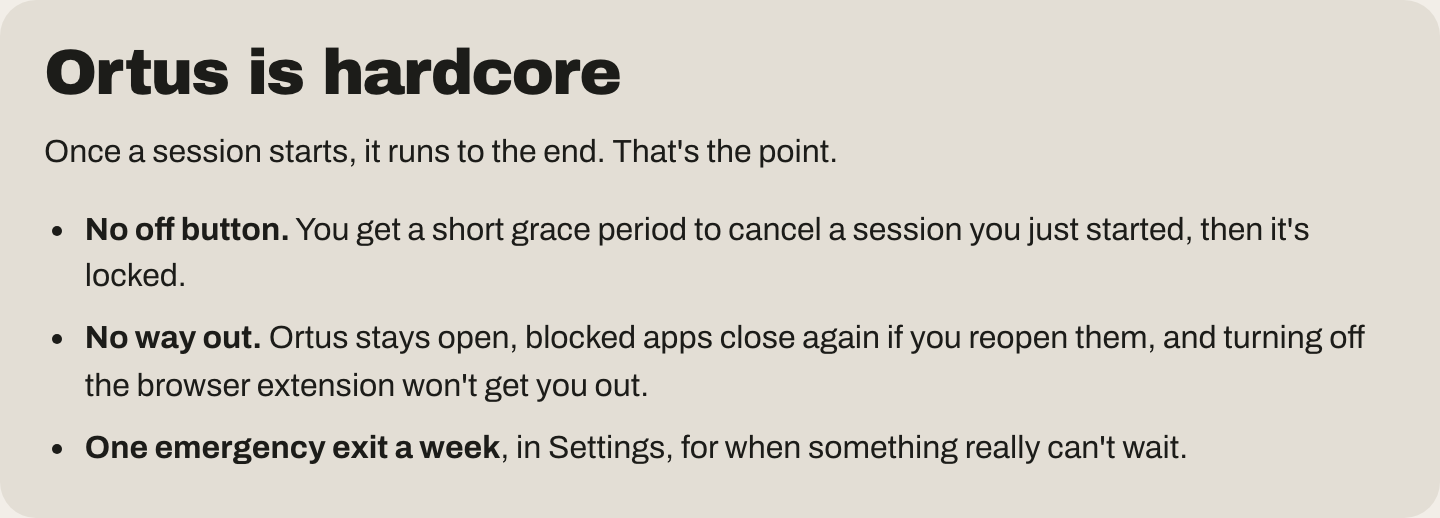 Ortus is hardcore
Once a session starts, it runs to the end. That's the point.
• No off button. You get a short grace period to cancel a session you just started, then it's
locked.
• No way out. Ortus stays open, blocked apps close again if you reopen them, and turning off
the browser extension won't get you out.
• One emergency exit a week, in Settings, for when something really can't wait.